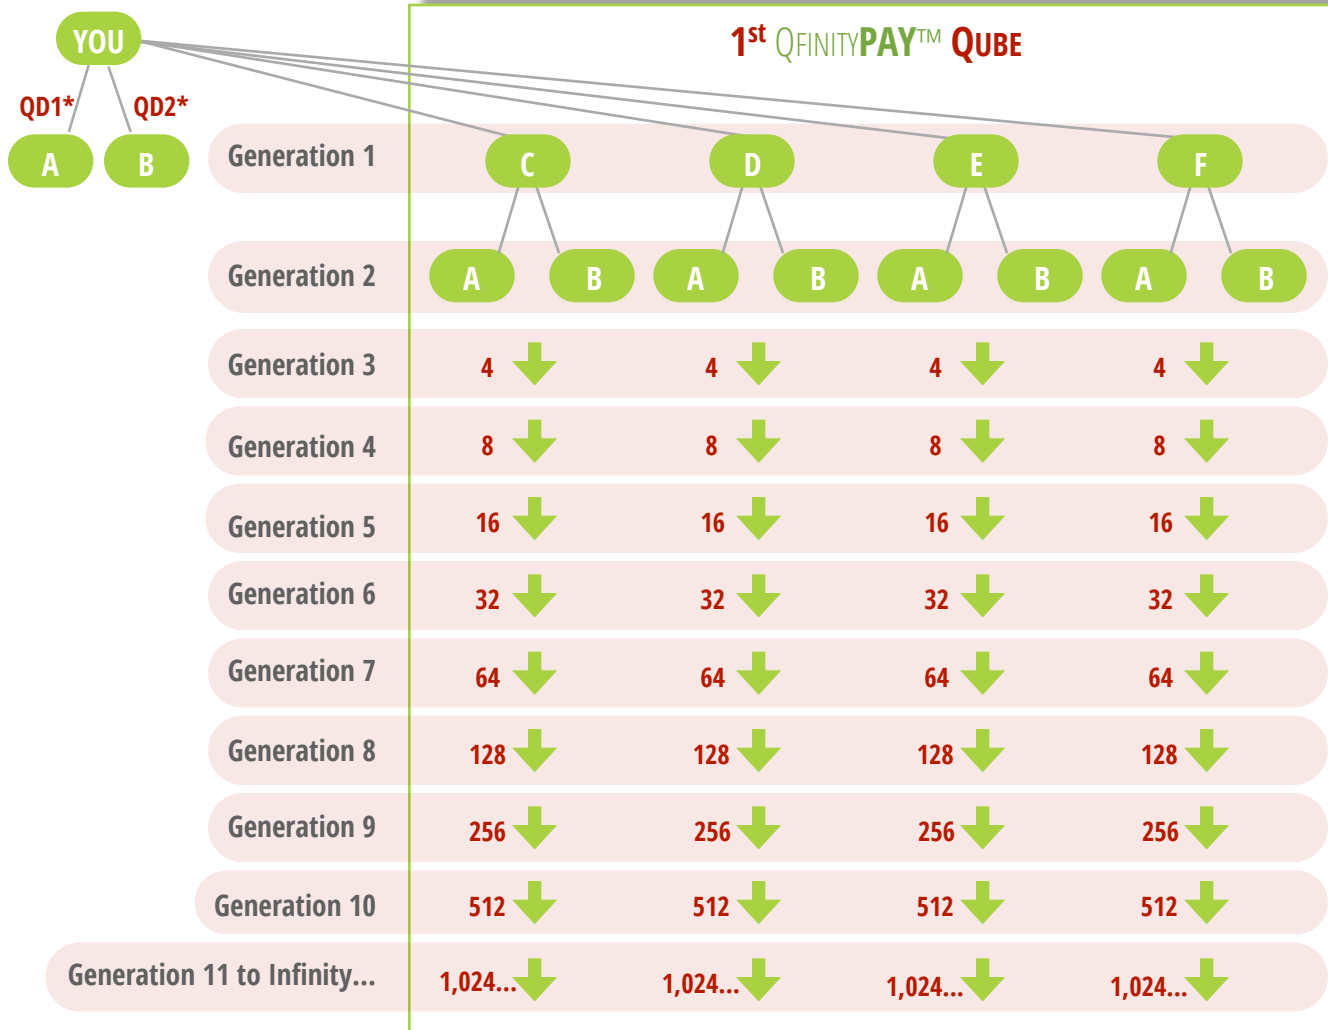 YOU
1st QFINITYPAY™ QUBE
QD1* QD2*
A B
Generation 1 C D E F
Generation 2 A B A B A B A B
Generation 3 4 4 4 4
Generation 4 8 8 8 8
Generation 5 16 16 16 16
Generation 6 32 32 32 32
Generation 7 64 64 64 64
Generation 8 128 128 128 128
Generation 9 256 256 256 256
Generation 10 512 512 512 512
Generation 11 to Infinity... 1,024... 1,024... 1,024... 1,024...